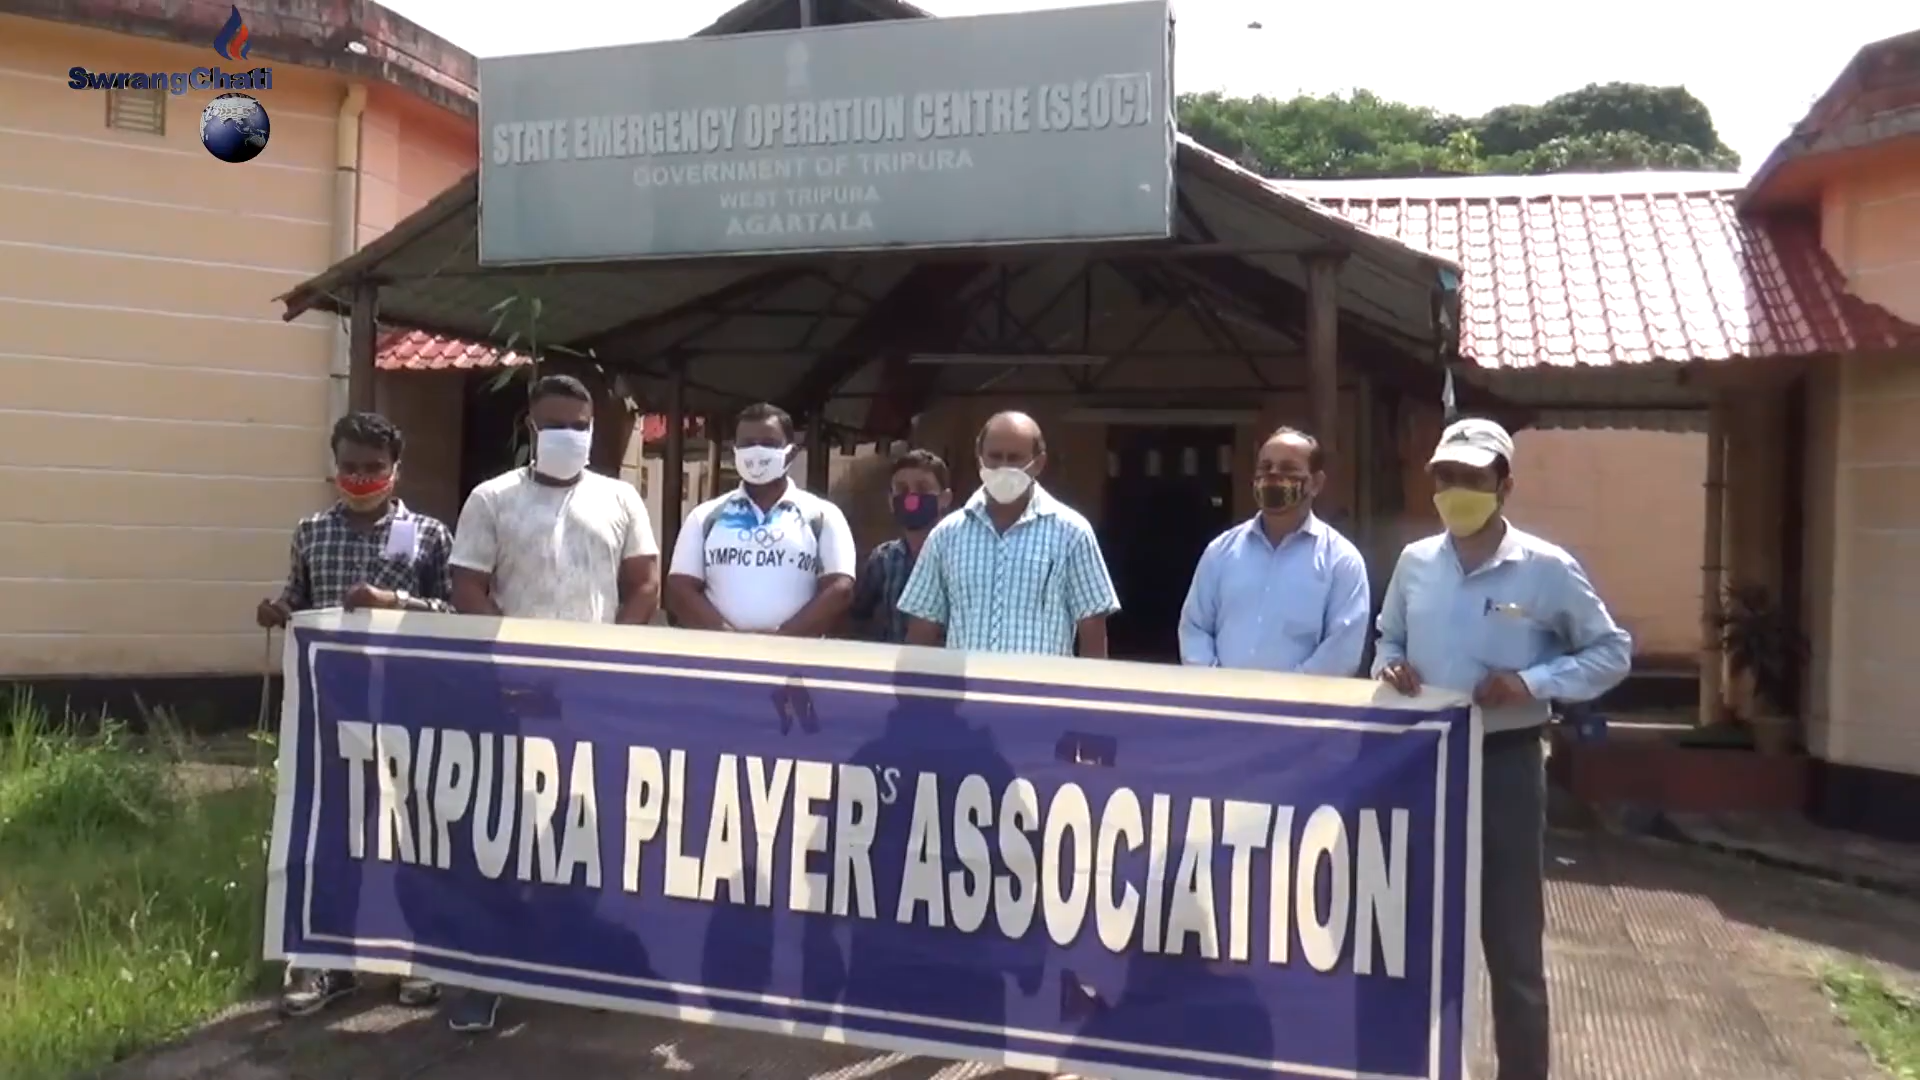 SwrangChati
STATE EMERGENCY OPERATION CENTRE (SEOC)
GOVERNMENT OF TRIPURA
WEST TRIPURA
AGARTALA
LYMPIC DAY - 20
TRIPURA PLAYER'S ASSOCIATION